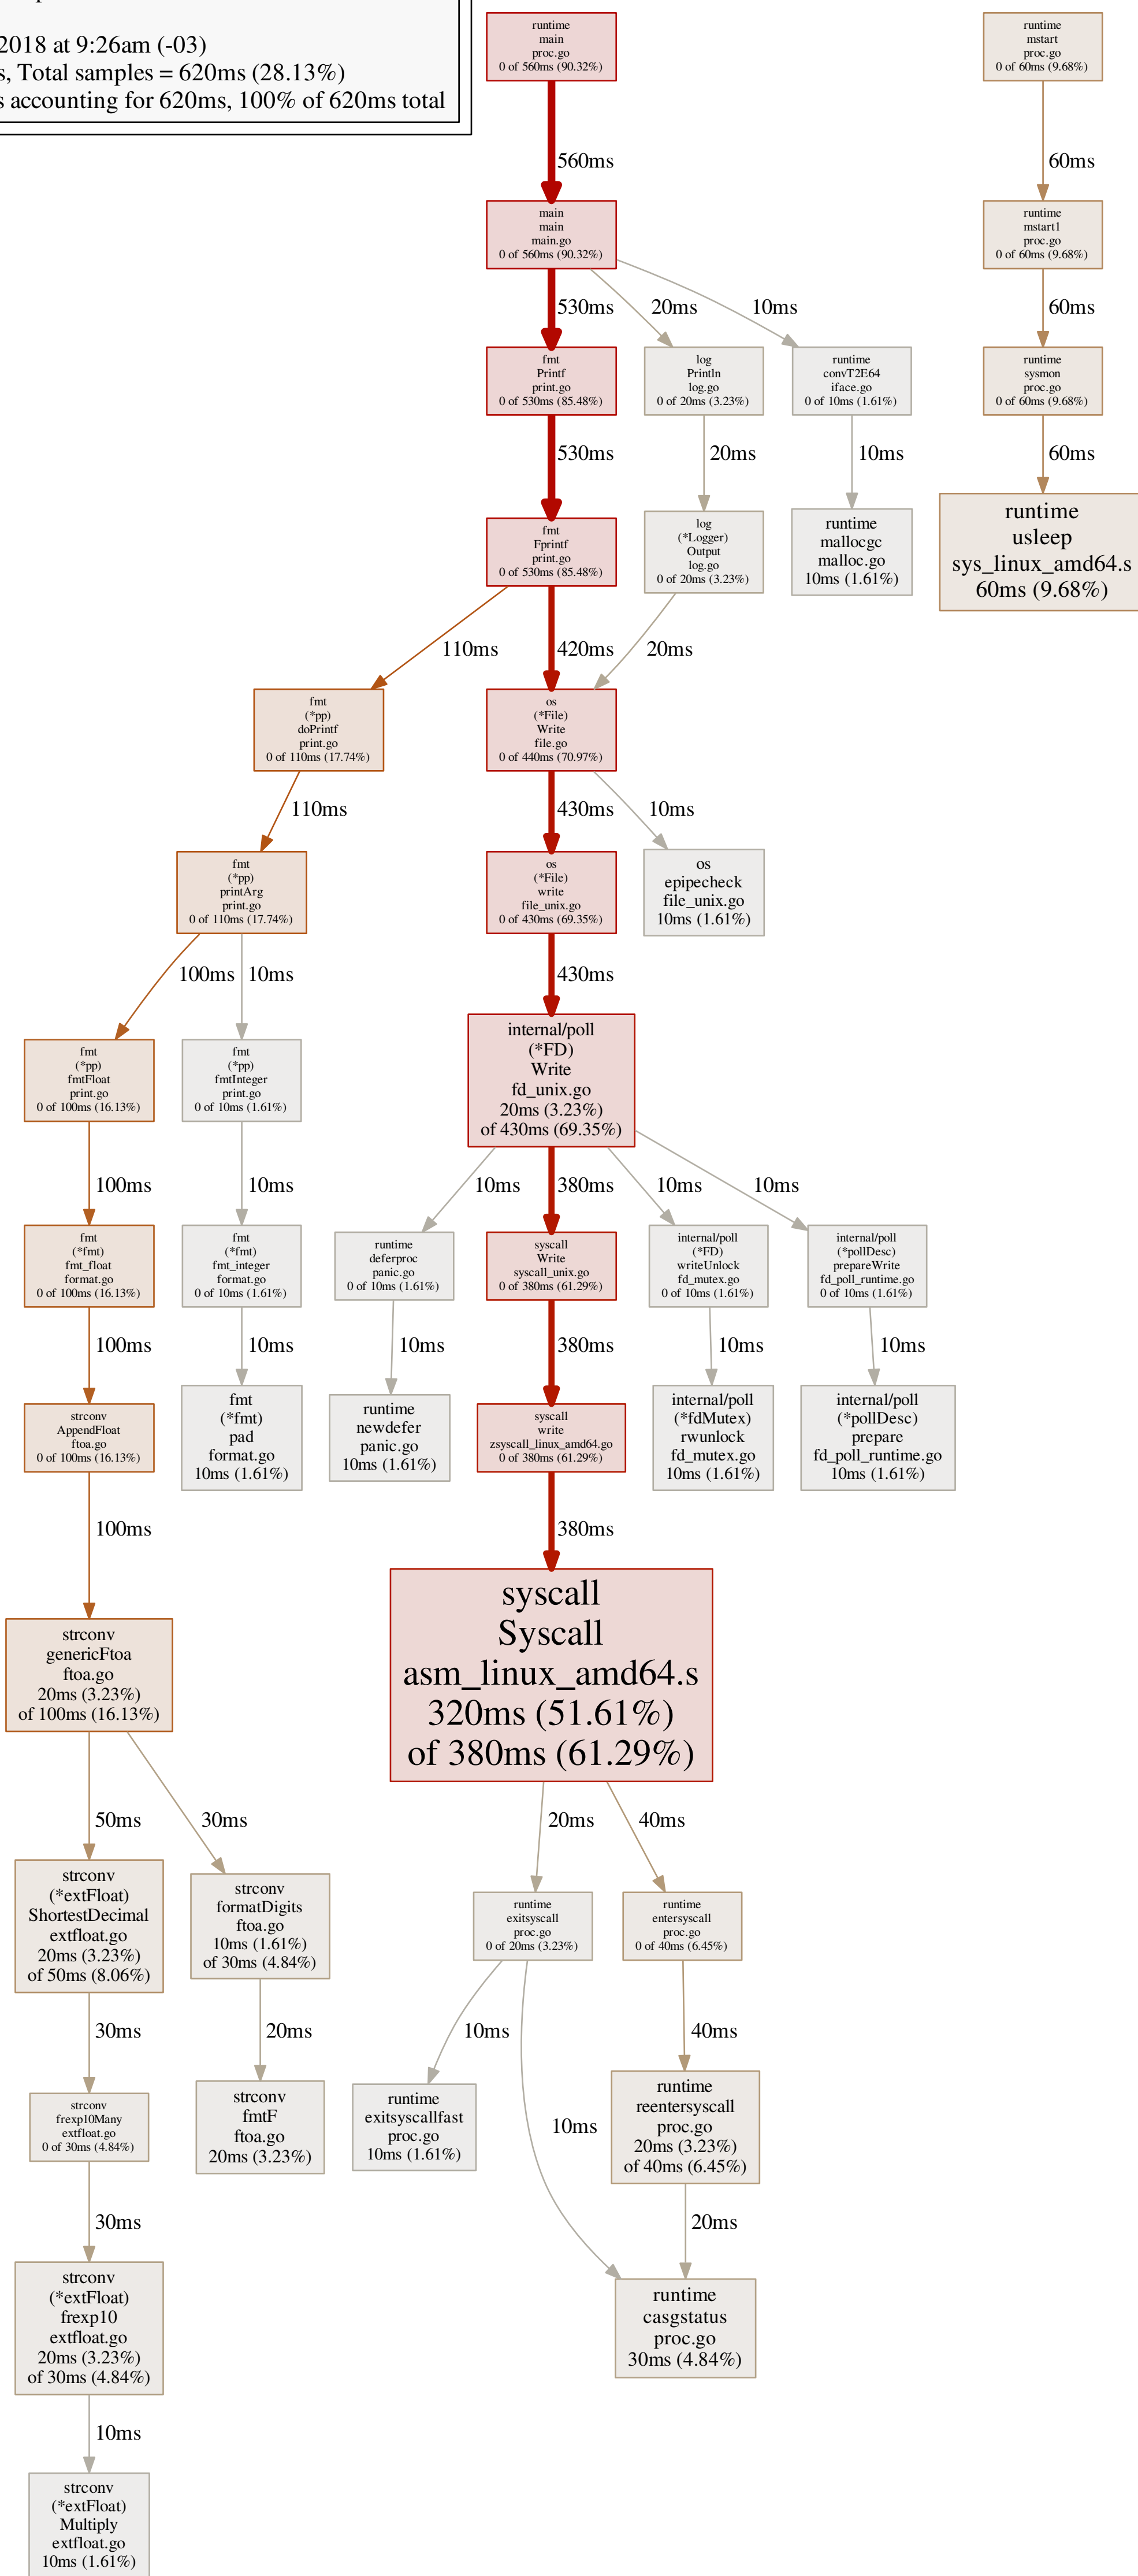 2018 at 9:26am (-03)
s, Total samples = 620ms (28.13%)
s accounting for 620ms, 100% of 620ms total
runtime
main
proc.go
0 of 560ms (90.32%)
runtime
mstart
proc.go
0 of 60ms (9.68%)
560ms
60ms
main
main
main.go
0 of 560ms (90.32%)
runtime
mstart1
proc.go
0 of 60ms (9.68%)
530ms
20ms
10ms
60ms
fmt
Printf
print.go
0 of 530ms (85.48%)
log
Println
log.go
0 of 20ms (3.23%)
runtime
convT2E64
iface.go
0 of 10ms (1.61%)
runtime
sysmon
proc.go
0 of 60ms (9.68%)
530ms
20ms
10ms
60ms
fmt
Fprintf
print.go
0 of 530ms (85.48%)
log
(*Logger)
Output
log.go
0 of 20ms (3.23%)
runtime
mallocgc
malloc.go
10ms (1.61%)
runtime
usleep
sys_linux_amd64.s
60ms (9.68%)
110ms
420ms
20ms
fmt
(*pp)
doPrintf
print.go
0 of 110ms (17.74%)
os
(*File)
Write
file.go
0 of 440ms (70.97%)
110ms
430ms
10ms
fmt
(*pp)
printArg
print.go
0 of 110ms (17.74%)
os
(*File)
write
file_unix.go
0 of 430ms (69.35%)
os
epipecheck
file_unix.go
10ms (1.61%)
100ms
10ms
430ms
fmt
(*pp)
fmtFloat
print.go
0 of 100ms (16.13%)
fmt
(*pp)
fmtInteger
print.go
0 of 10ms (1.61%)
internal/poll
(*FD)
Write
fd_unix.go
20ms (3.23%)
of 430ms (69.35%)
100ms
10ms
10ms
380ms
10ms
10ms
fmt
(*fmt)
fmt_float
format.go
0 of 100ms (16.13%)
fmt
(*fmt)
fmt_integer
format.go
0 of 10ms (1.61%)
runtime
deferproc
panic.go
0 of 10ms (1.61%)
syscall
Write
syscall_unix.go
0 of 380ms (61.29%)
internal/poll
(*FD)
writeUnlock
fd_mutex.go
0 of 10ms (1.61%)
internal/poll
(*pollDesc)
prepareWrite
fd_poll_runtime.go
0 of 10ms (1.61%)
100ms
10ms
10ms
380ms
10ms
10ms
strconv
AppendFloat
ftoa.go
0 of 100ms (16.13%)
fmt
(*fmt)
pad
format.go
10ms (1.61%)
runtime
newdefer
panic.go
10ms (1.61%)
syscall
write
zsyscall_linux_amd64.go
0 of 380ms (61.29%)
internal/poll
(*fdMutex)
rwunlock
fd_mutex.go
10ms (1.61%)
internal/poll
(*pollDesc)
prepare
fd_poll_runtime.go
10ms (1.61%)
100ms
380ms
strconv
genericFtoa
ftoa.go
20ms (3.23%)
of 100ms (16.13%)
syscall
Syscall
asm_linux_amd64.s
320ms (51.61%)
of 380ms (61.29%)
50ms
30ms
20ms
40ms
strconv
(*extFloat)
ShortestDecimal
extfloat.go
20ms (3.23%)
of 50ms (8.06%)
strconv
formatDigits
ftoa.go
10ms (1.61%)
of 30ms (4.84%)
runtime
exitsyscall
proc.go
0 of 20ms (3.23%)
runtime
entersyscall
proc.go
0 of 40ms (6.45%)
30ms
20ms
10ms
40ms
strconv
frexp10Many
extfloat.go
0 of 30ms (4.84%)
strconv
fmtF
ftoa.go
20ms (3.23%)
runtime
exitsyscallfast
proc.go
10ms (1.61%)
10ms
runtime
reentersyscall
proc.go
20ms (3.23%)
of 40ms (6.45%)
30ms
20ms
strconv
(*extFloat)
frexp10
extfloat.go
20ms (3.23%)
of 30ms (4.84%)
runtime
casgstatus
proc.go
30ms (4.84%)
10ms
strconv
(*extFloat)
Multiply
extfloat.go
10ms (1.61%)